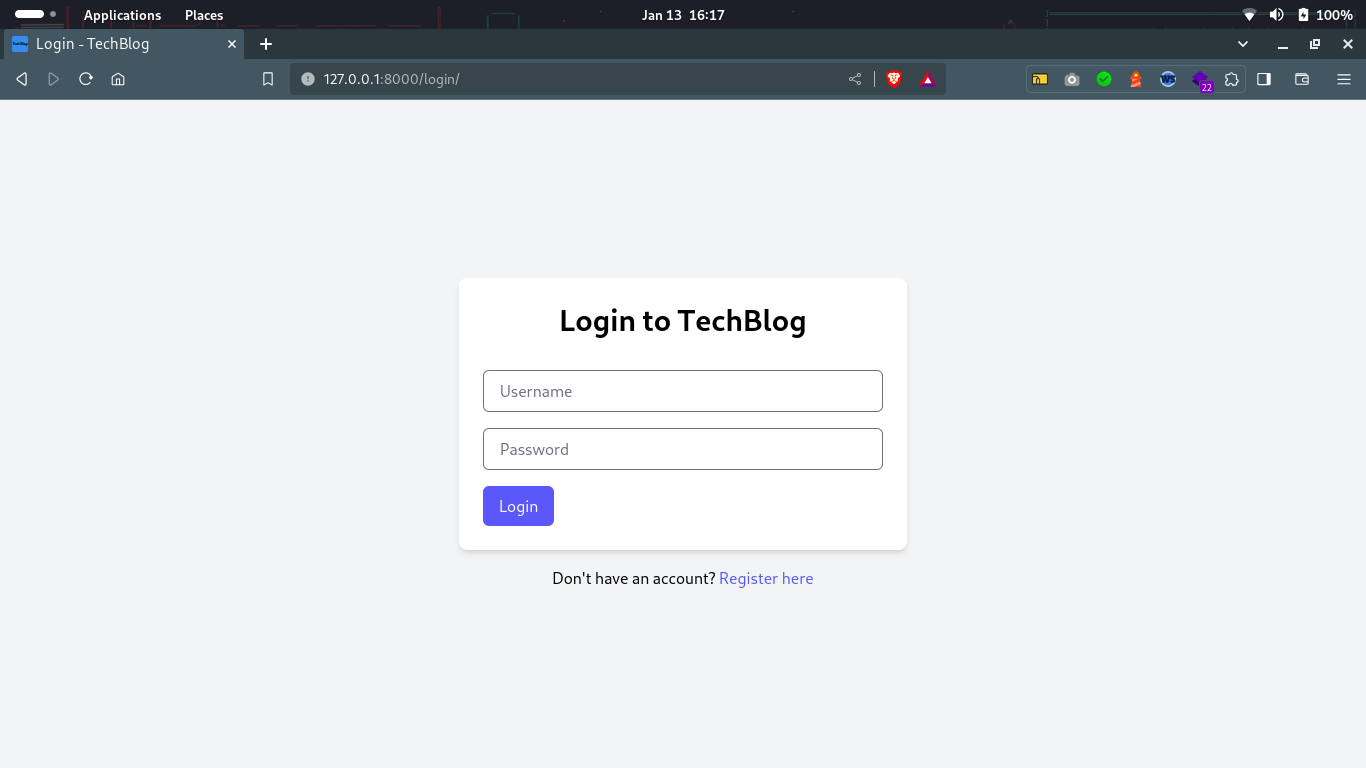 Applications Places Jan 13 16:17 100%
Login - TechBlog
127.0.0.1:8000/login/
WS
22
Login to TechBlog
Username
Password
Login
Don't have an account? Register here